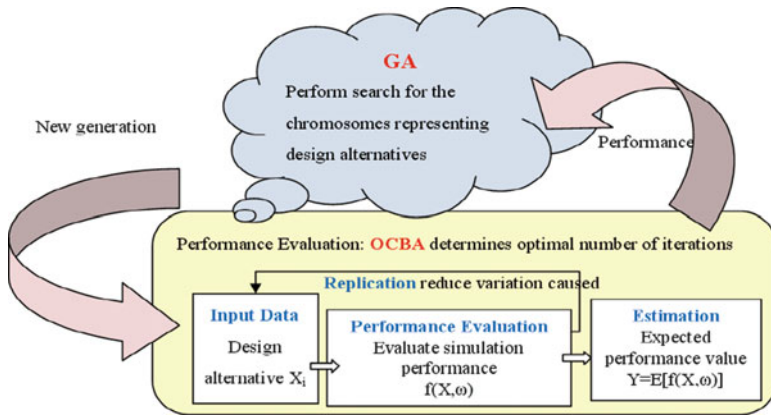 GA
Perform search for the
chromosomes representing
design alternatives
New generation
Performance
Performance Evaluation: OCBA determines optimal number of iterations
Replication reduce variation caused
Input Data
Design
alternative Xi
Performance Evaluation
Evaluate simulation
performance
f(X,ω)
Estimation
Expected
performance value
Y=E[f(X,ω)]